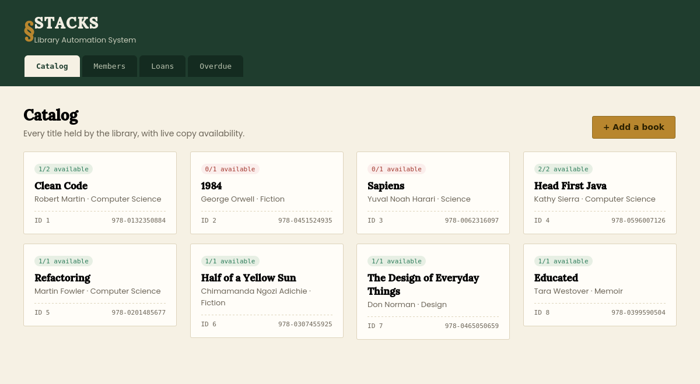 § STACKS
Library Automation System
Catalog Members Loans Overdue
Catalog
Every title held by the library, with live copy availability.
+ Add a book
1/2 available
Clean Code
Robert Martin · Computer Science
ID 1 978-0132350884
0/1 available
1984
George Orwell · Fiction
ID 2 978-0451524935
0/1 available
Sapiens
Yuval Noah Harari · Science
ID 3 978-0062316097
2/2 available
Head First Java
Kathy Sierra · Computer Science
ID 4 978-0596007126
1/1 available
Refactoring
Martin Fowler · Computer Science
ID 5 978-0201485677
1/1 available
Half of a Yellow Sun
Chimamanda Ngozi Adichie ·
Fiction
ID 6 978-0307455925
1/1 available
The Design of Everyday
Things
Don Norman · Design
ID 7 978-0465050659
1/1 available
Educated
Tara Westover · Memoir
ID 8 978-0399590504